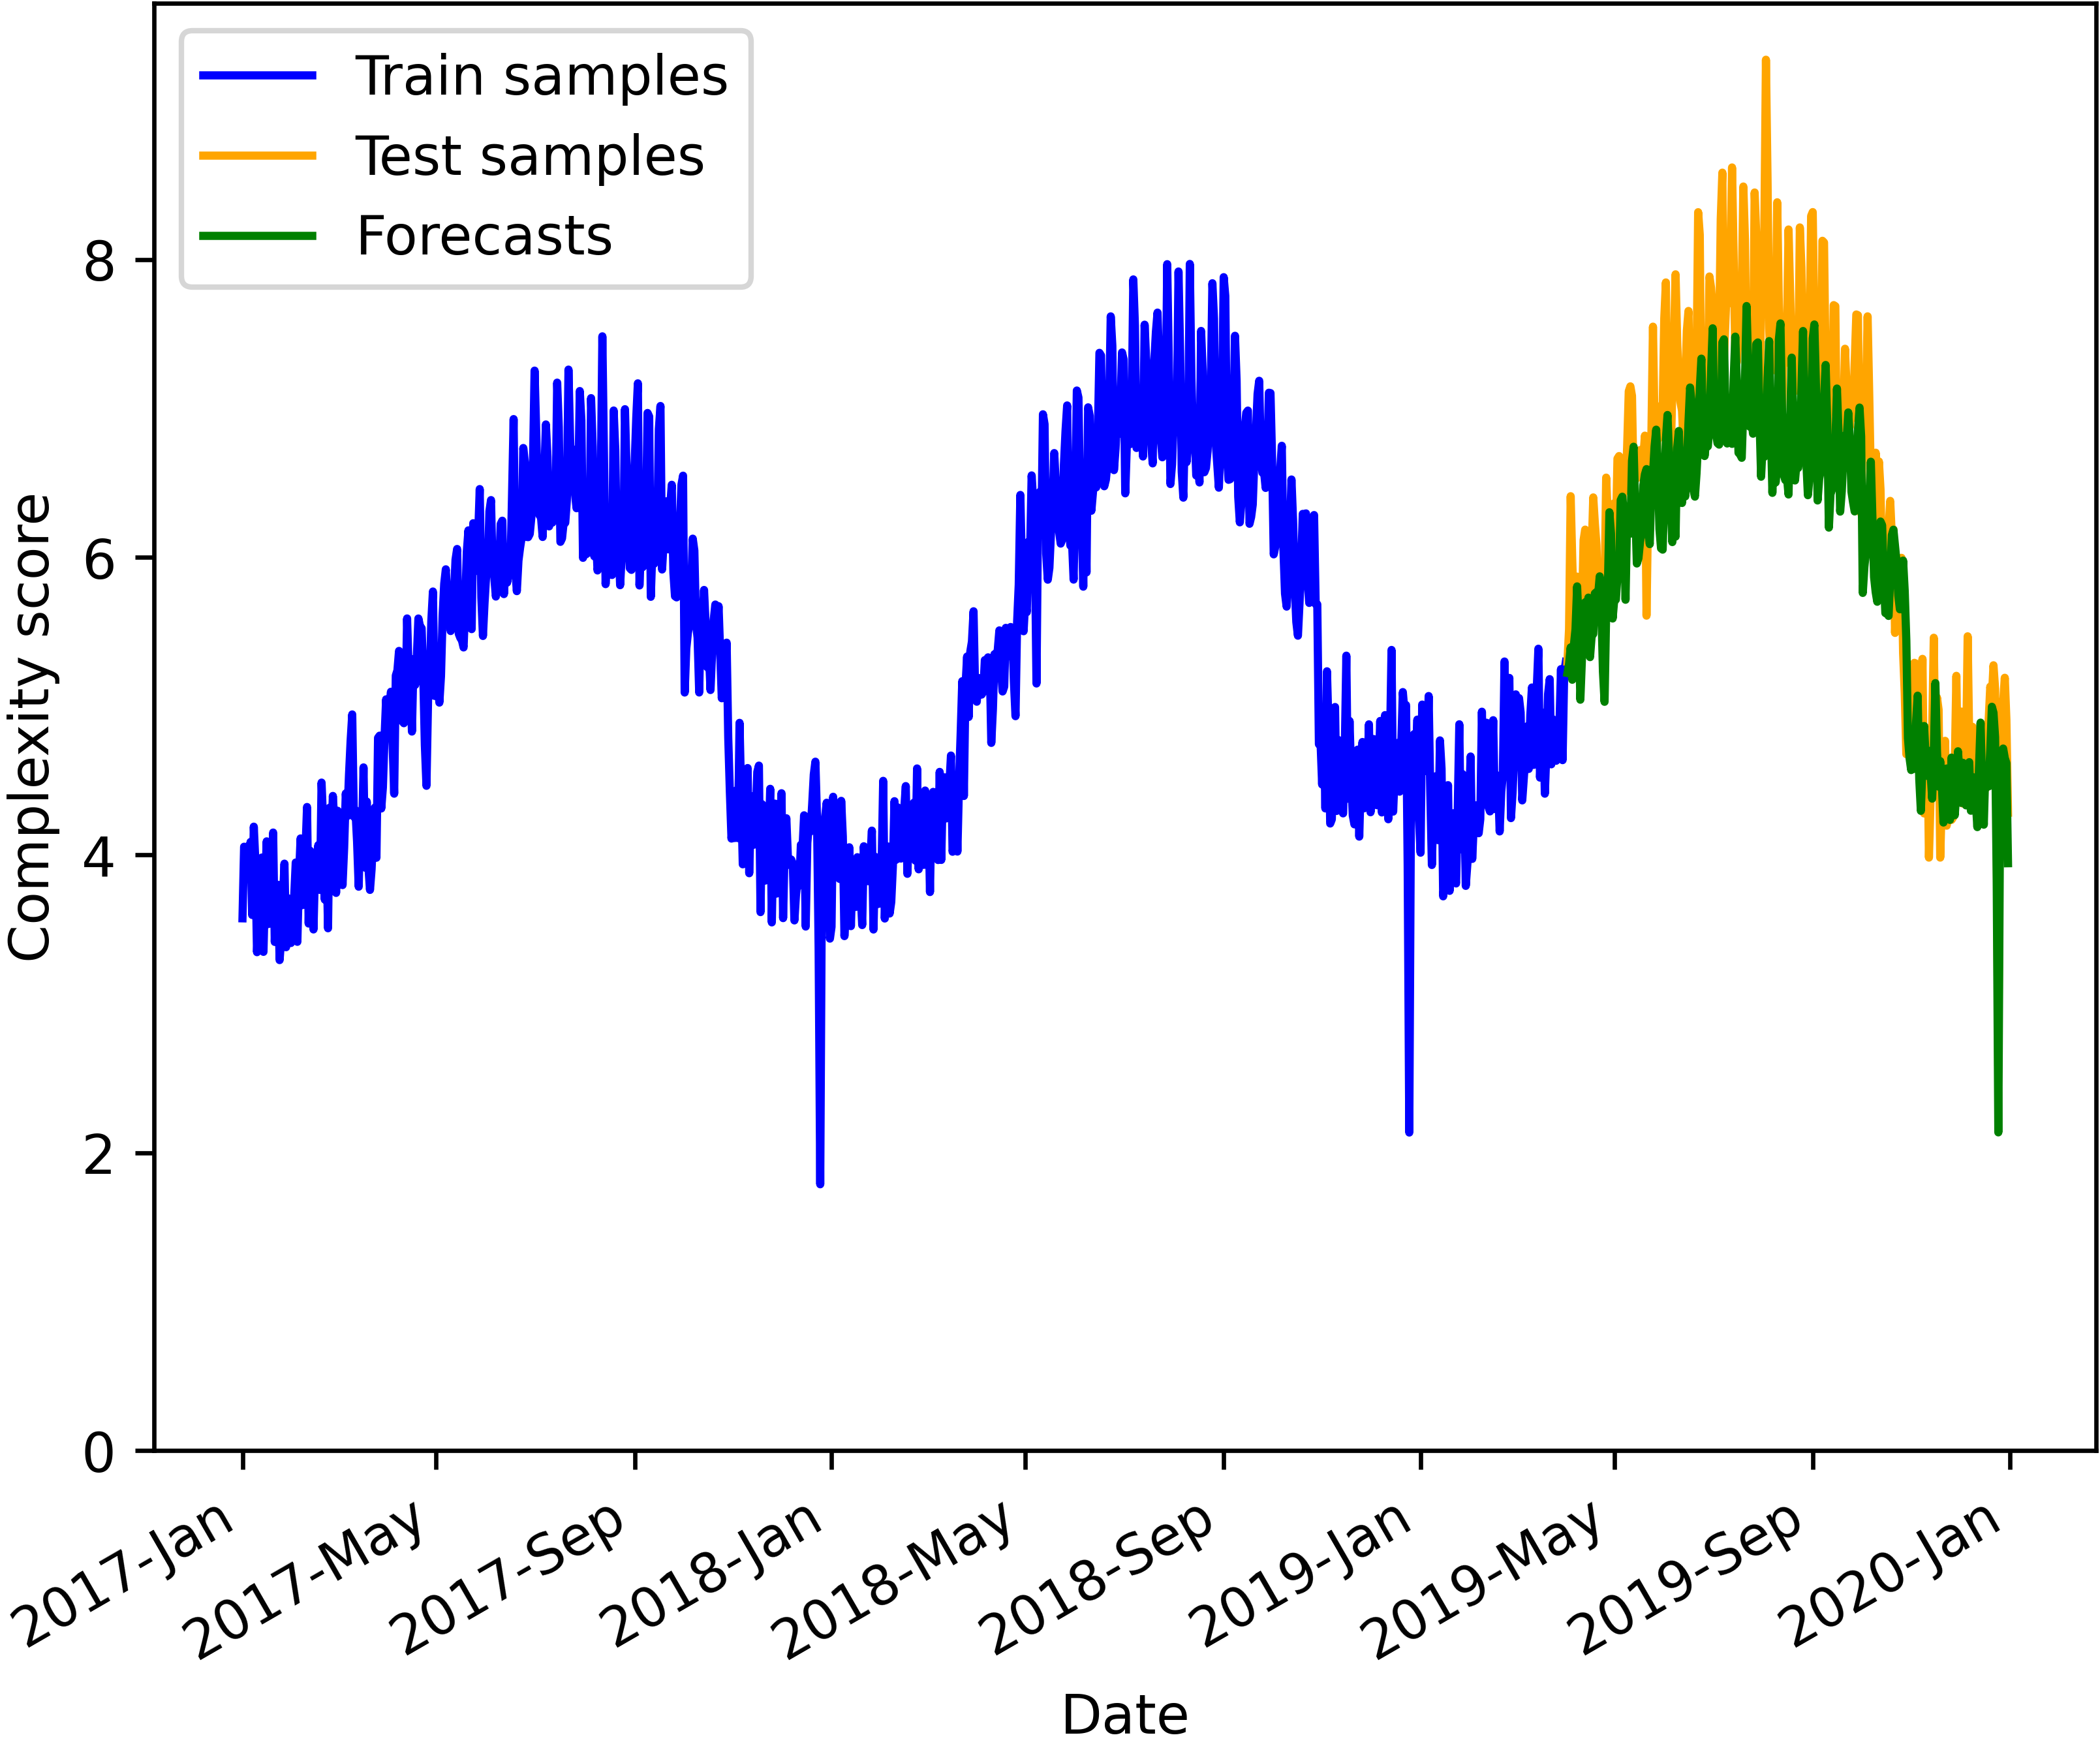 Train samples
Test samples
Forecasts
Complexity score
8
6
4
2
0
2017-Jan
2017-May
2017-Sep
2018-Jan
2018-May
2018-Sep
2019-Jan
2019-May
2019-Sep
2020-Jan
Date